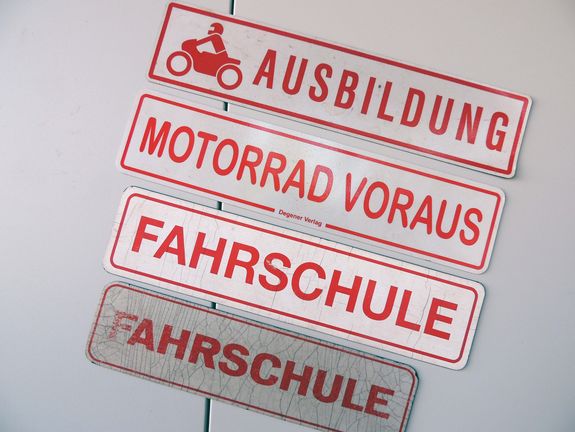 AUSBILDUNG
MOTORRAD VORAUS
Degener Verlag
FAHRSCHULE
FAHRSCHULE